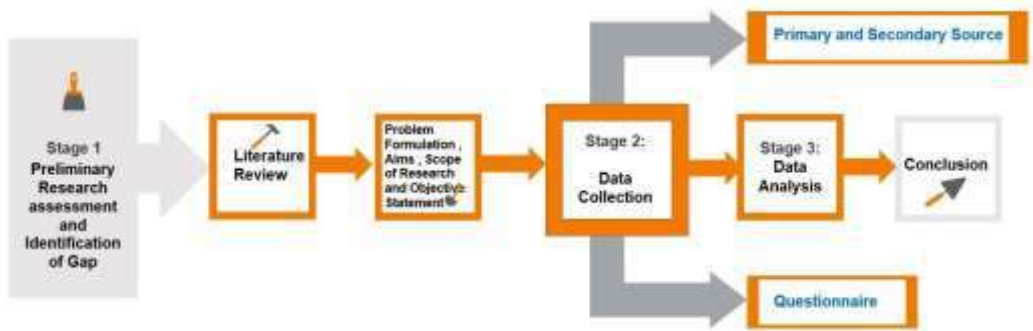 Stage 1
Preliminary
Research
assessment
and
Identification
of Gap
Literature
Review
Problem
Formulation ,
Aims , Scope
of Research
and Objective
Statement
Stage 2:
Data
Collection
Primary and Secondary Source
Questionnaire
Stage 3:
Data
Analysis
Conclusion